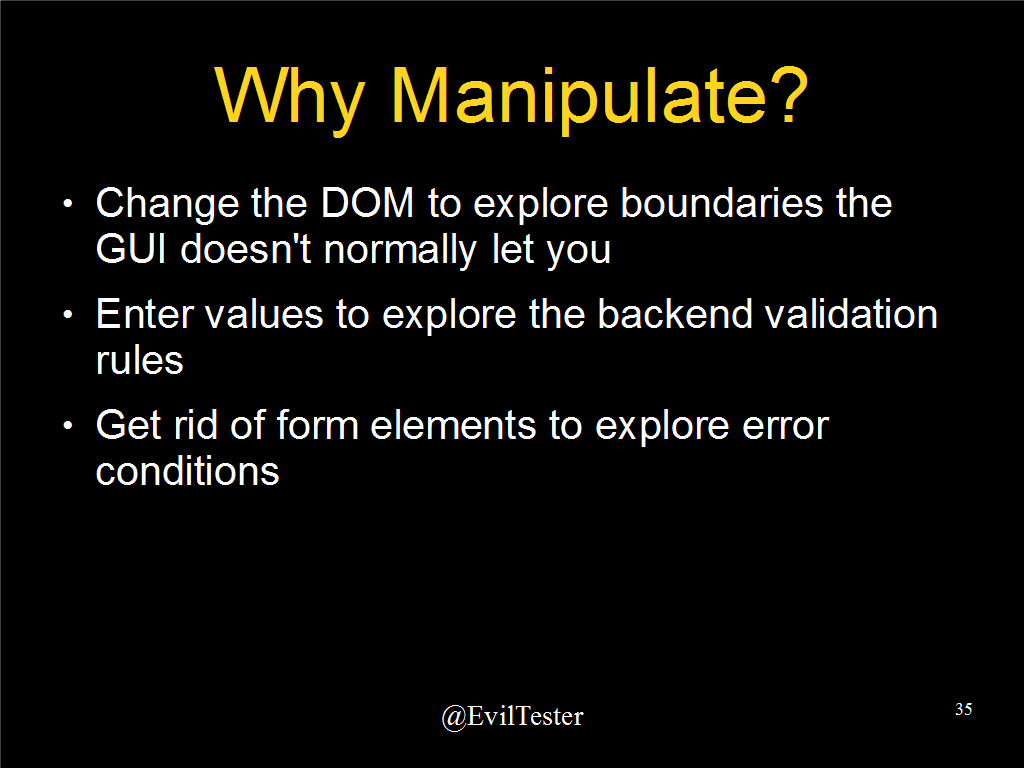 Why Manipulate?
• Change the DOM to explore boundaries the
GUI doesn't normally let you
• Enter values to explore the backend validation
rules
• Get rid of form elements to explore error
conditions
@EvilTester
35